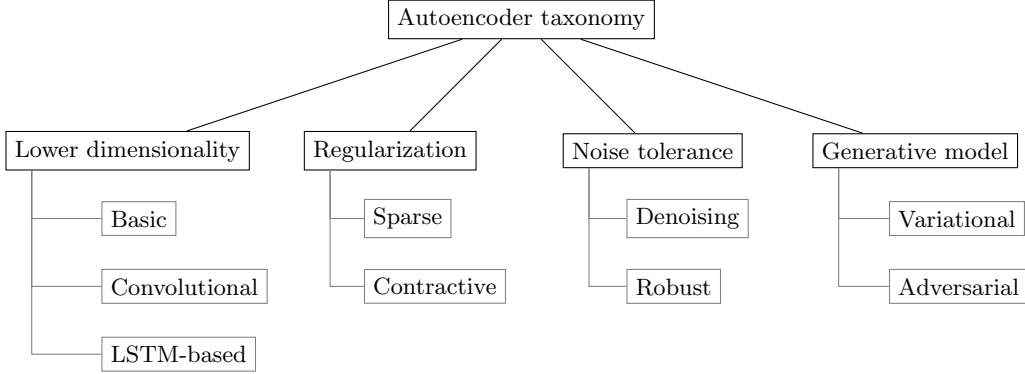 Autoencoder taxonomy
Lower dimensionality
Basic
Convolutional
LSTM-based
Regularization
Sparse
Contractive
Noise tolerance
Denoising
Robust
Generative model
Variational
Adversarial